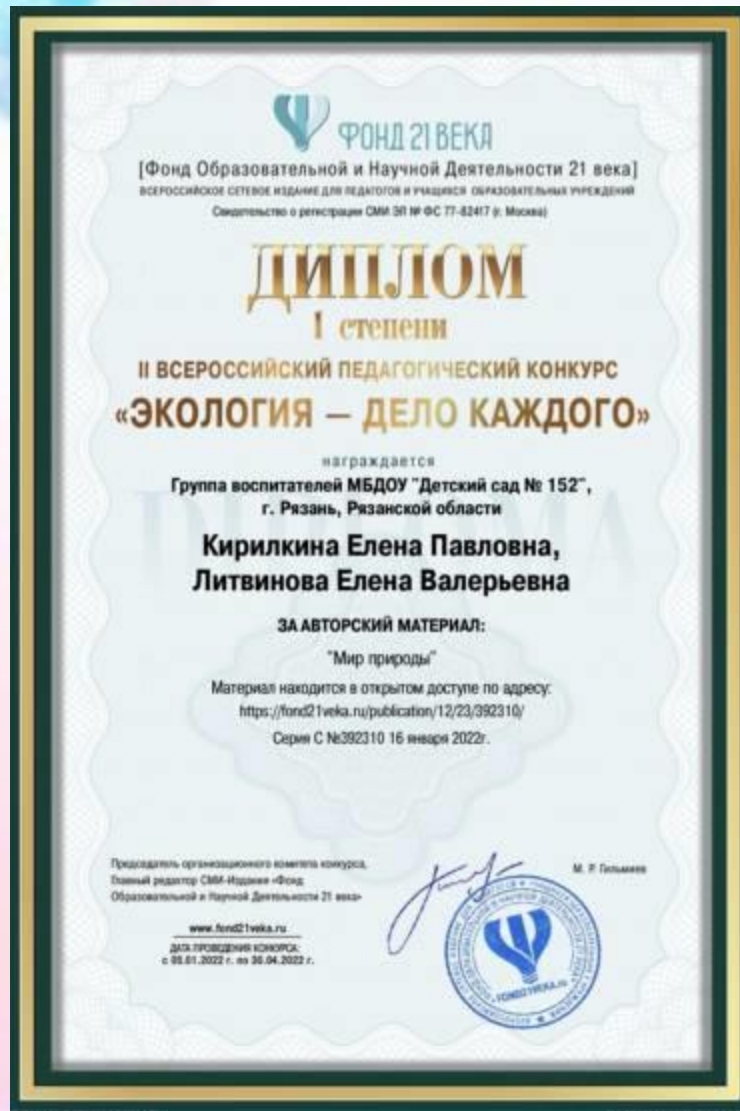 ФОНД 21 ВЕКА
[Фонд Образовательной и Научной Деятельности 21 века]
ВСЕРОССИЙСКОЕ СЕТЕВОЕ ИЗДАНИЕ ДЛЯ ПЕДАГОГОВ И УЧАЩИХСЯ ОБРАЗОВАТЕЛЬНЫХ УЧРЕЖДЕНИЙ
Свидетельство о регистрации СМИ ЭЛ № ФС 77-82417 (г. Москва)
ДИПЛОМ
I степени
II ВСЕРОССИЙСКИЙ ПЕДАГОГИЧЕСКИЙ КОНКУРС
«ЭКОЛОГИЯ — ДЕЛО КАЖДОГО»
награждается
Группа воспитателей МБДОУ "Детский сад № 152",
г. Рязань, Рязанской области
Кирилкина Елена Павловна,
Литвинова Елена Валерьевна
ЗА АВТОРСКИЙ МАТЕРИАЛ:
"Мир природы"
Материал находится в открытом доступе по адресу:
https://fond21veka.ru/publication/12/23/392310/
Серия С №392310 16 января 2022г.
Председатель организационного комитета конкурса,
Главный редактор СМИ-Издания «Фонд
Образовательной и Научной Деятельности 21 века»
М. Р. Гильмиев
www.fond21veka.ru
ДАТА ПРОВЕДЕНИЯ КОНКУРСА:
с 05.01.2022 г. по 30.04.2022 г.
FOND21VEKA.ru